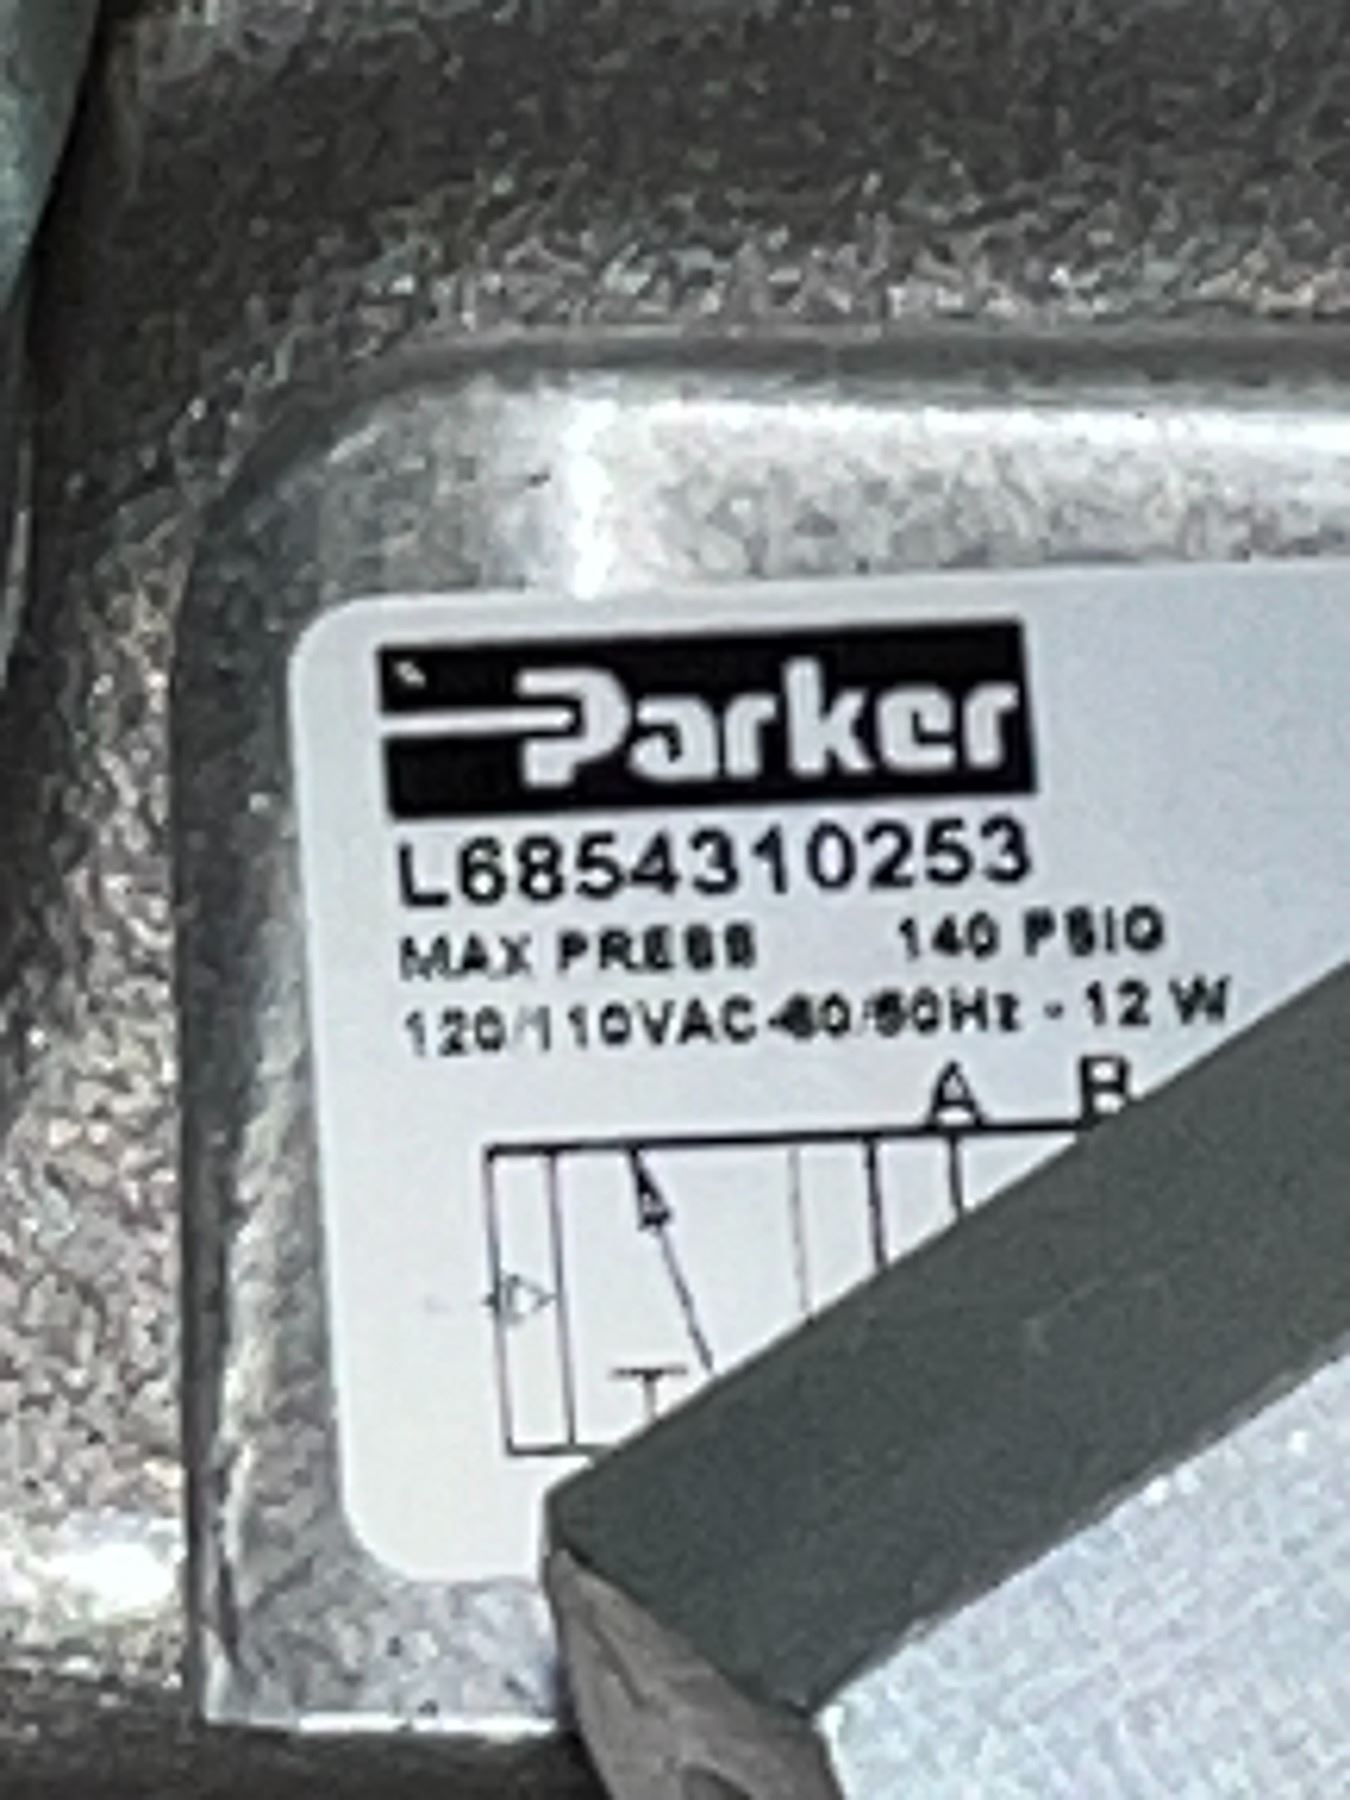 Parker
L6854310253
MAX PRESS 140 PSIG
120/110VAC-60/50Hz - 12 W
A B